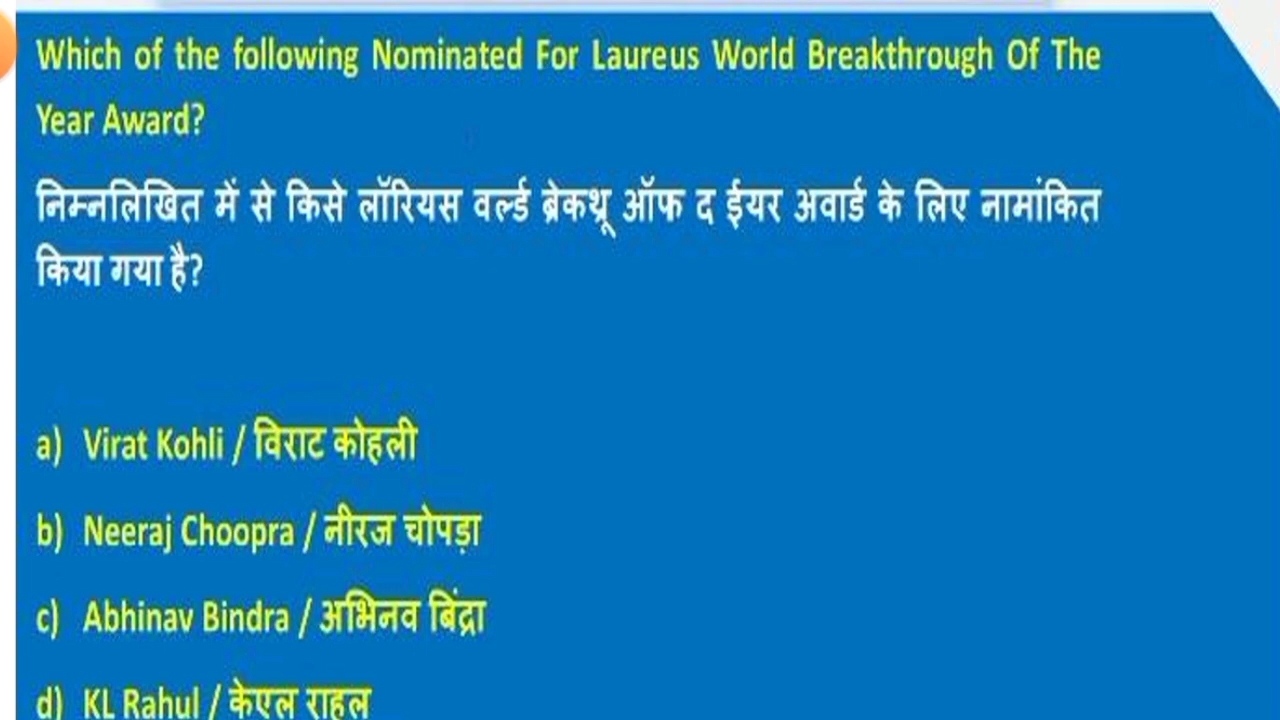 Which of the following Nominated For Laureus World Breakthrough Of The
Year Award?
निम्नलिखित में से किसे लॉरियस वर्ल्ड ब्रेकथ्रू ऑफ द ईयर अवार्ड के लिए नामांकित
किया गया है?
a) Virat Kohli / विराट कोहली
b) Neeraj Choopra / नीरज चोपड़ा
c) Abhinav Bindra / अभिनव बिंद्रा
d) KL Rahul / केएल राहल